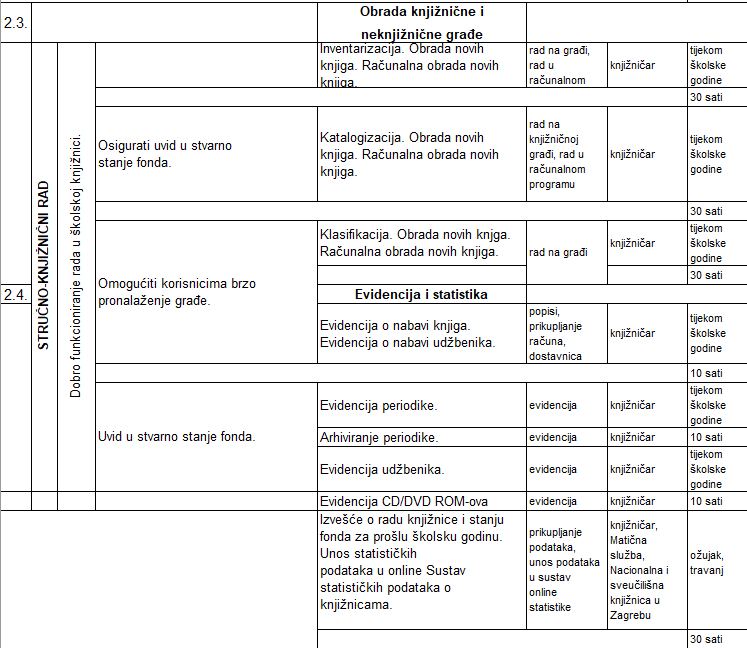 2.3.
Obrada knjižnične i
neknjižnične građe
STRUČNO-KNJIŽNIČNI RAD
Dobro funkcioniranje rada u školskoj knjižnici.
Inventarizacija. Obrada novih
knjiga. Računalna obrada novih
knjiga.
rad na građi,
rad u
računalnom
knjižničar
tijekom
školske
godine
30 sati
Osigurati uvid u stvarno
stanje fonda.
Katalogizacija. Obrada novih
knjiga. Računalna obrada novih
knjiga.
rad na
knjižničnoj
građi, rad u
računalnom
programu
knjižničar
tijekom
školske
godine
30 sati
Omogućiti korisnicima brzo
pronalaženje građe.
Klasifikacija. Obrada novih knjga.
Računalna obrada novih knjiga.
rad na građi
knjižničar
tijekom
školske
godine
30 sati
2.4.
Evidencija i statistika
Evidencija o nabavi knjiga.
Evidencija o nabavi udžbenika.
popisi,
prikupljanje
računa,
dostavnica
knjižničar
tijekom
školske
godine
10 sati
Uvid u stvarno stanje fonda.
Evidencija periodike.
evidencija
knjižničar
tijekom
školske
godine
Arhiviranje periodike.
evidencija
knjižničar
10 sati
Evidencija udžbenika.
evidencija
knjižničar
tijekom
školske
godine
Evidencija CD/DVD ROM-ova
evidencija
knjižničar
10 sati
Izvešće o radu knjižnice i stanju
fonda za prošlu školsku godinu.
Unos statističkih
podataka u online Sustav
statističkih podataka o
knjižnicama.
prikupljanje
podataka,
unos podataka
u sustav
online
statistike
knjižničar,
Matična
služba,
Nacionalna i
sveučilišna
knjižnica u
Zagrebu
ožujak,
travanj
30 sati